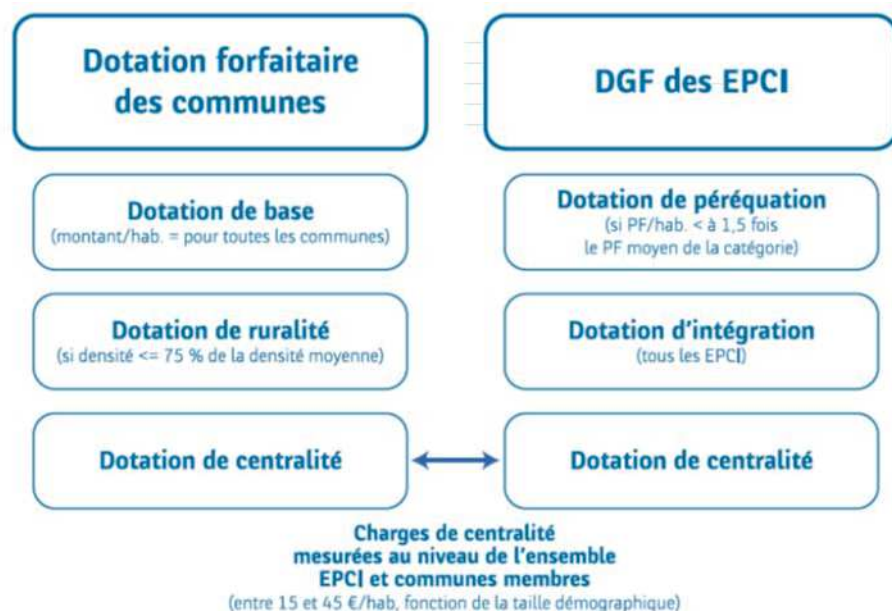 Dotation forfaitaire
des communes
DGF des EPCI
Dotation de base
(montant/hab. = pour toutes les communes)
Dotation de péréquation
(si PF/hab. < à 1,5 fois
le PF moyen de la catégorie)
Dotation de ruralité
(si densité <= 75 % de la densité moyenne)
Dotation d'intégration
(tous les EPCI)
Dotation de centralité
Dotation de centralité
Charges de centralité
mesurées au niveau de l'ensemble
EPCI et communes membres
(entre 15 et 45 €/hab, fonction de la taille démographique)